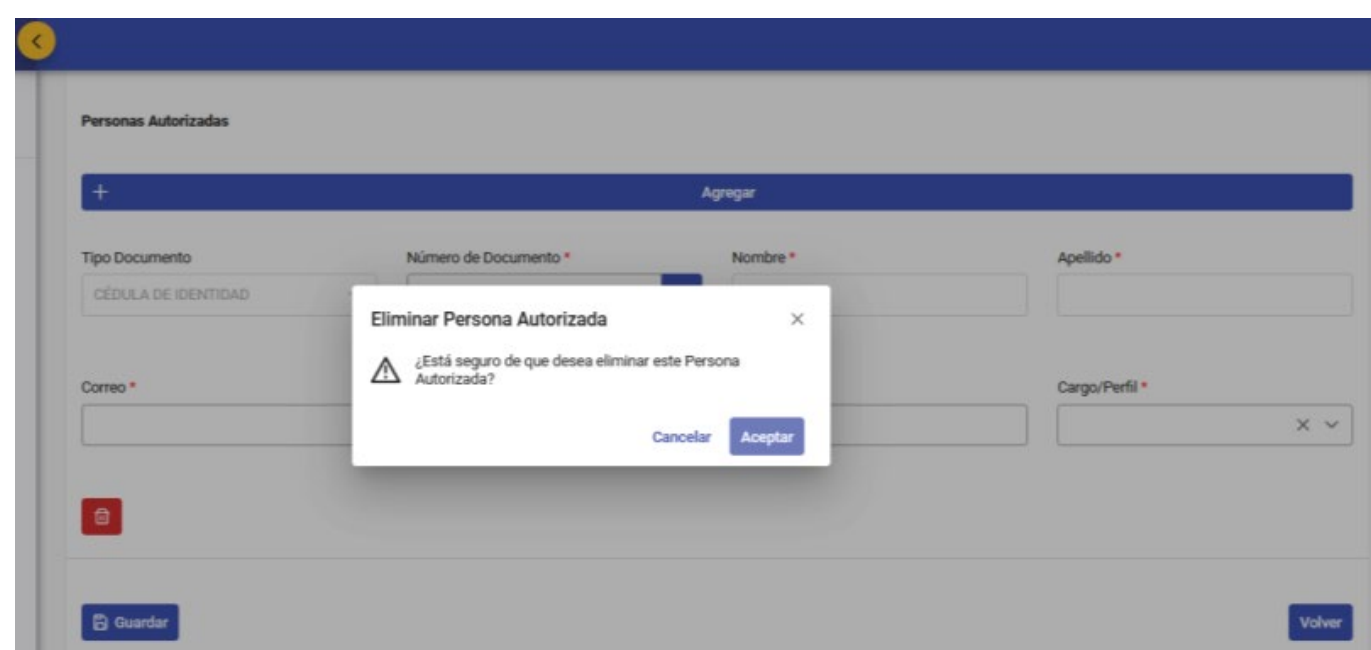 Personas Autorizadas
Agregar
Tipo Documento
Número de Documento *
Nombre *
Apellido *
CÉDULA DE IDENTIDAD
Eliminar Persona Autorizada
¿Está seguro de que desea eliminar este Persona
Autorizada?
Cancelar
Aceptar
Correo *
Cargo/Perfil *
Guardar
Volver